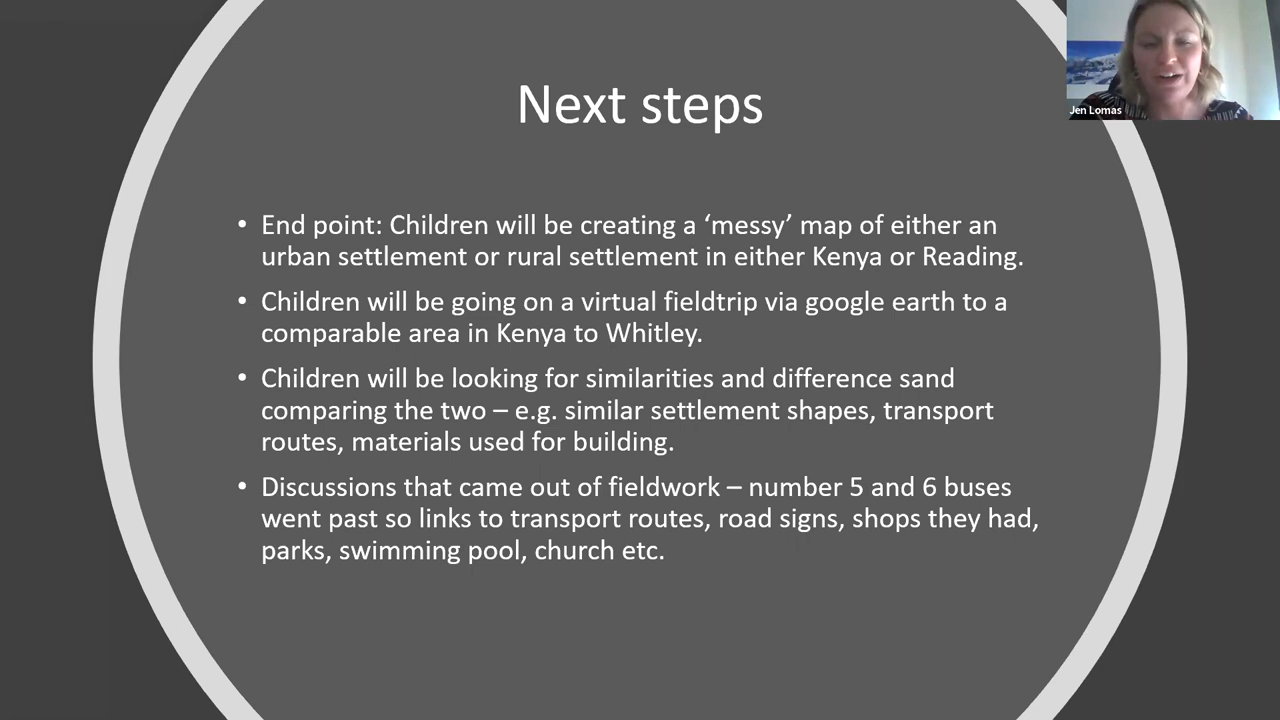 Next steps
Jen Lomas
• End point: Children will be creating a ‘messy’ map of either an
urban settlement or rural settlement in either Kenya or Reading.
• Children will be going on a virtual fieldtrip via google earth to a
comparable area in Kenya to Whitley.
• Children will be looking for similarities and difference sand
comparing the two – e.g. similar settlement shapes, transport
routes, materials used for building.
• Discussions that came out of fieldwork – number 5 and 6 buses
went past so links to transport routes, road signs, shops they had,
parks, swimming pool, church etc.